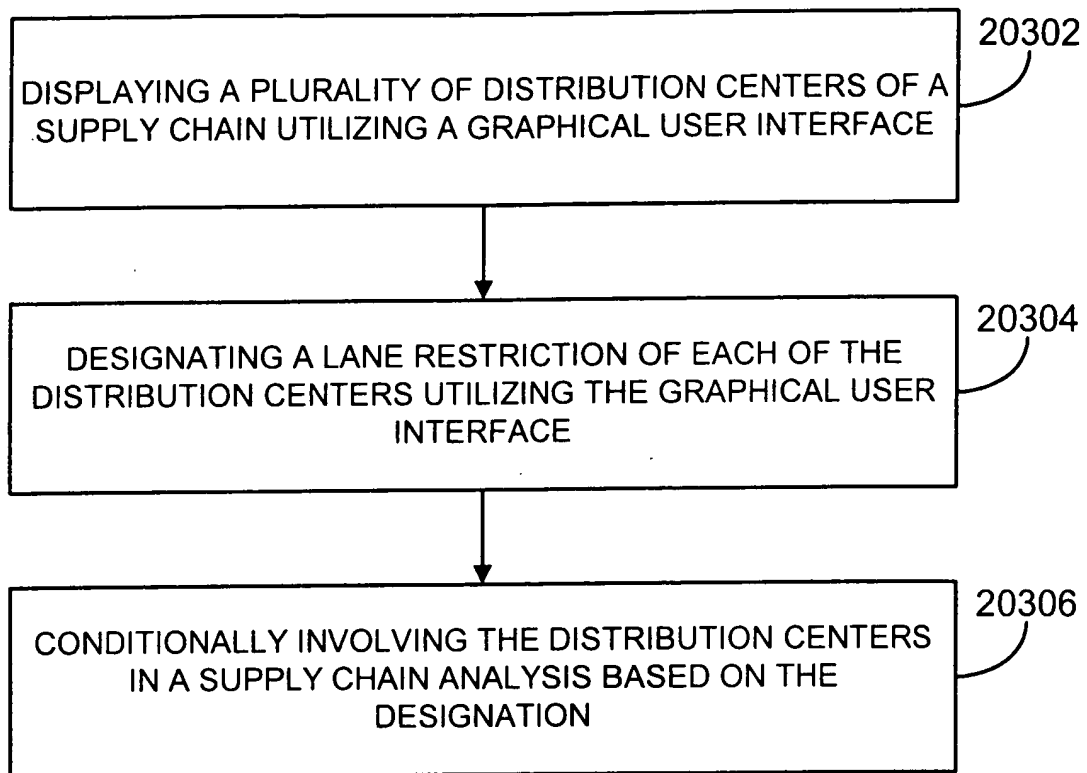 20302
DISPLAYING A PLURALITY OF DISTRIBUTION CENTERS OF A
SUPPLY CHAIN UTILIZING A GRAPHICAL USER INTERFACE
20304
DESIGNATING A LANE RESTRICTION OF EACH OF THE
DISTRIBUTION CENTERS UTILIZING THE GRAPHICAL USER
INTERFACE
20306
CONDITIONALLY INVOLVING THE DISTRIBUTION CENTERS
IN A SUPPLY CHAIN ANALYSIS BASED ON THE
DESIGNATION